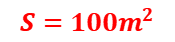 S = 100m²